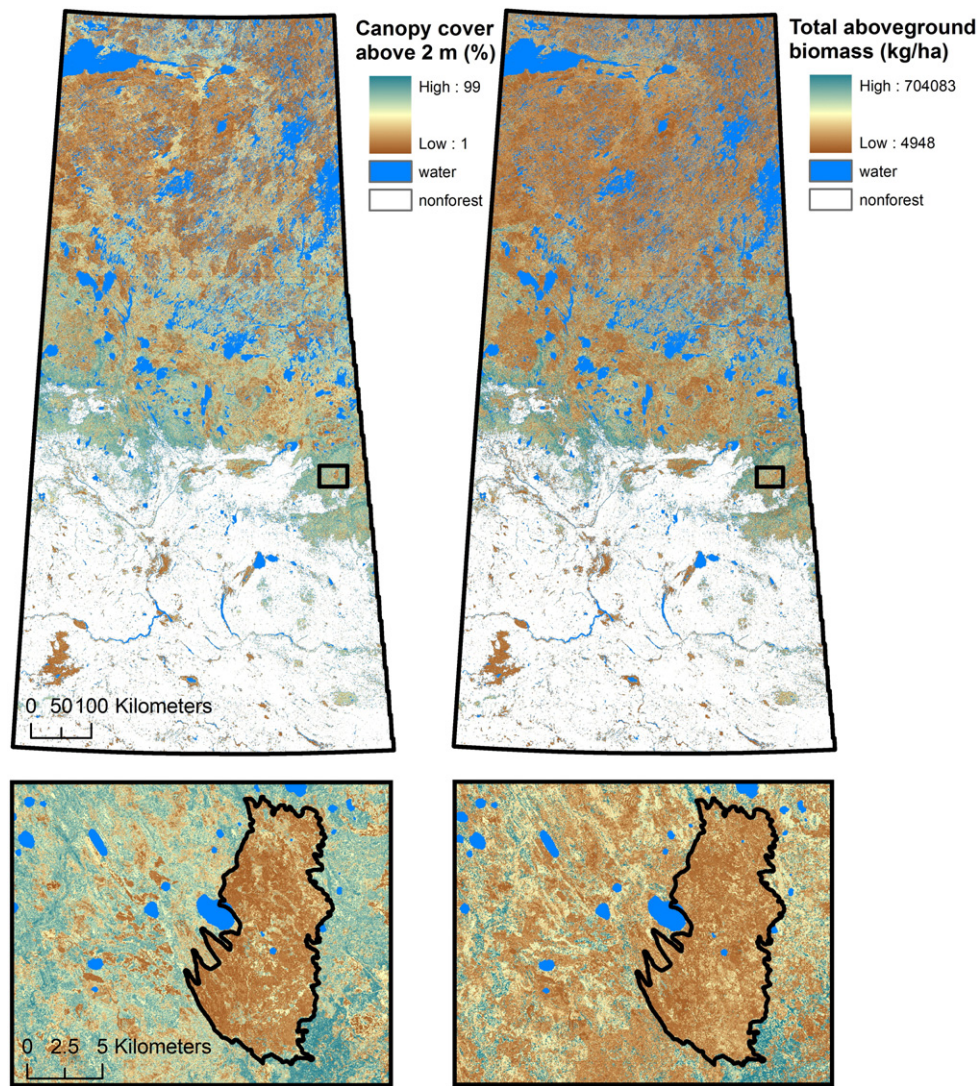 Canopy cover
above 2 m (%)
High : 99
Low : 1
water
nonforest
Total aboveground
biomass (kg/ha)
High : 704083
Low : 4948
water
nonforest
0 50100 Kilometers
0 2.5 5 Kilometers